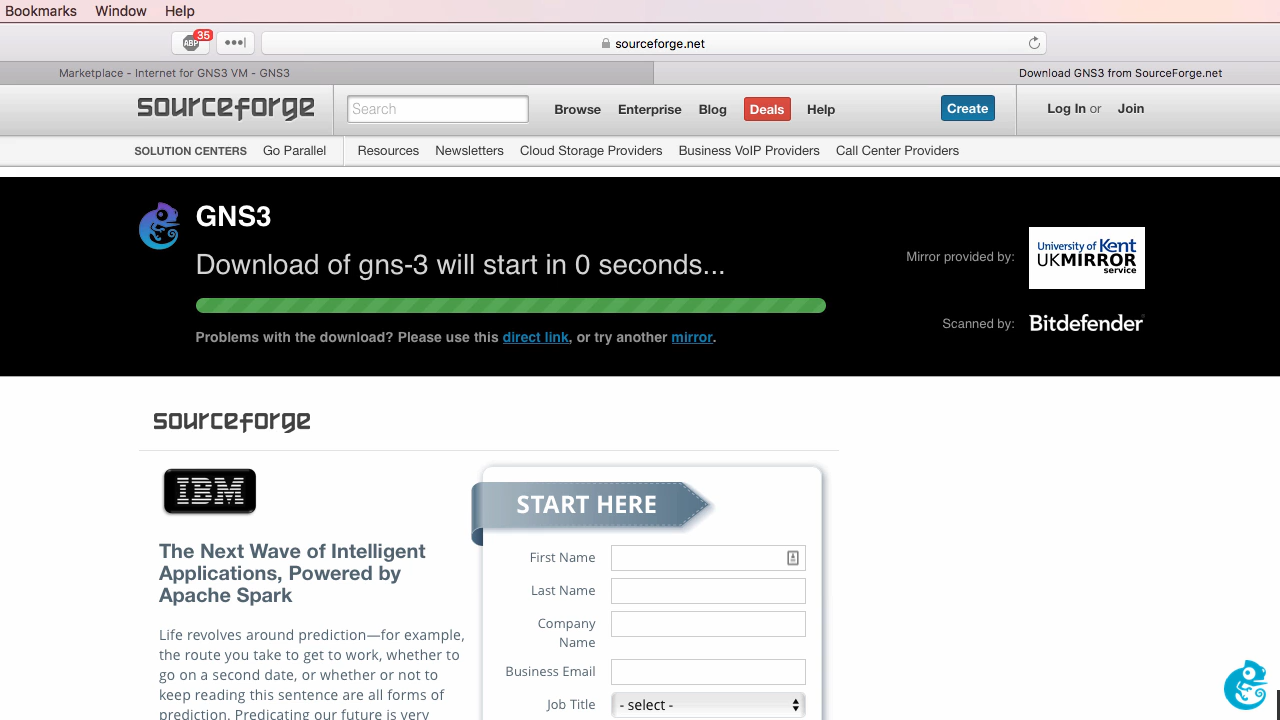 Bookmarks Window Help
ABP 35 sourceforge.net
Marketplace - Internet for GNS3 VM - GNS3 Download GNS3 from SourceForge.net
sourceforge Search Browse Enterprise Blog Deals Help Create Log In or Join
SOLUTION CENTERS Go Parallel Resources Newsletters Cloud Storage Providers Business VoIP Providers Call Center Providers
GNS3
Download of gns-3 will start in 0 seconds...
Problems with the download? Please use this direct link, or try another mirror.
Mirror provided by:
University of Kent
UKMIRROR
service
Scanned by: Bitdefender
sourceforge
IBM
The Next Wave of Intelligent
Applications, Powered by
Apache Spark
Life revolves around prediction—for example,
the route you take to get to work, whether to
go on a second date, or whether or not to
keep reading this sentence are all forms of
prediction. Predicating our future is very
START HERE
First Name
Last Name
Company
Name
Business Email
Job Title - select -